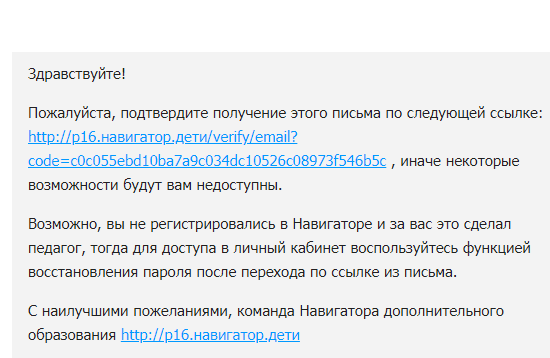 Здравствуйте!
Пожалуйста, подтвердите получение этого письма по следующей ссылке:
http://р16.навигатор.дети/verify/email?
code=c0c055ebd10ba7a9c034dc10526c08973f546b5c , иначе некоторые
возможности будут вам недоступны.
Возможно, вы не регистрировались в Навигаторе и за вас это сделал
педагог, тогда для доступа в личный кабинет воспользуйтесь функцией
восстановления пароля после перехода по ссылке из письма.
С наилучшими пожеланиями, команда Навигатора дополнительного
образования http://р16.навигатор.дети